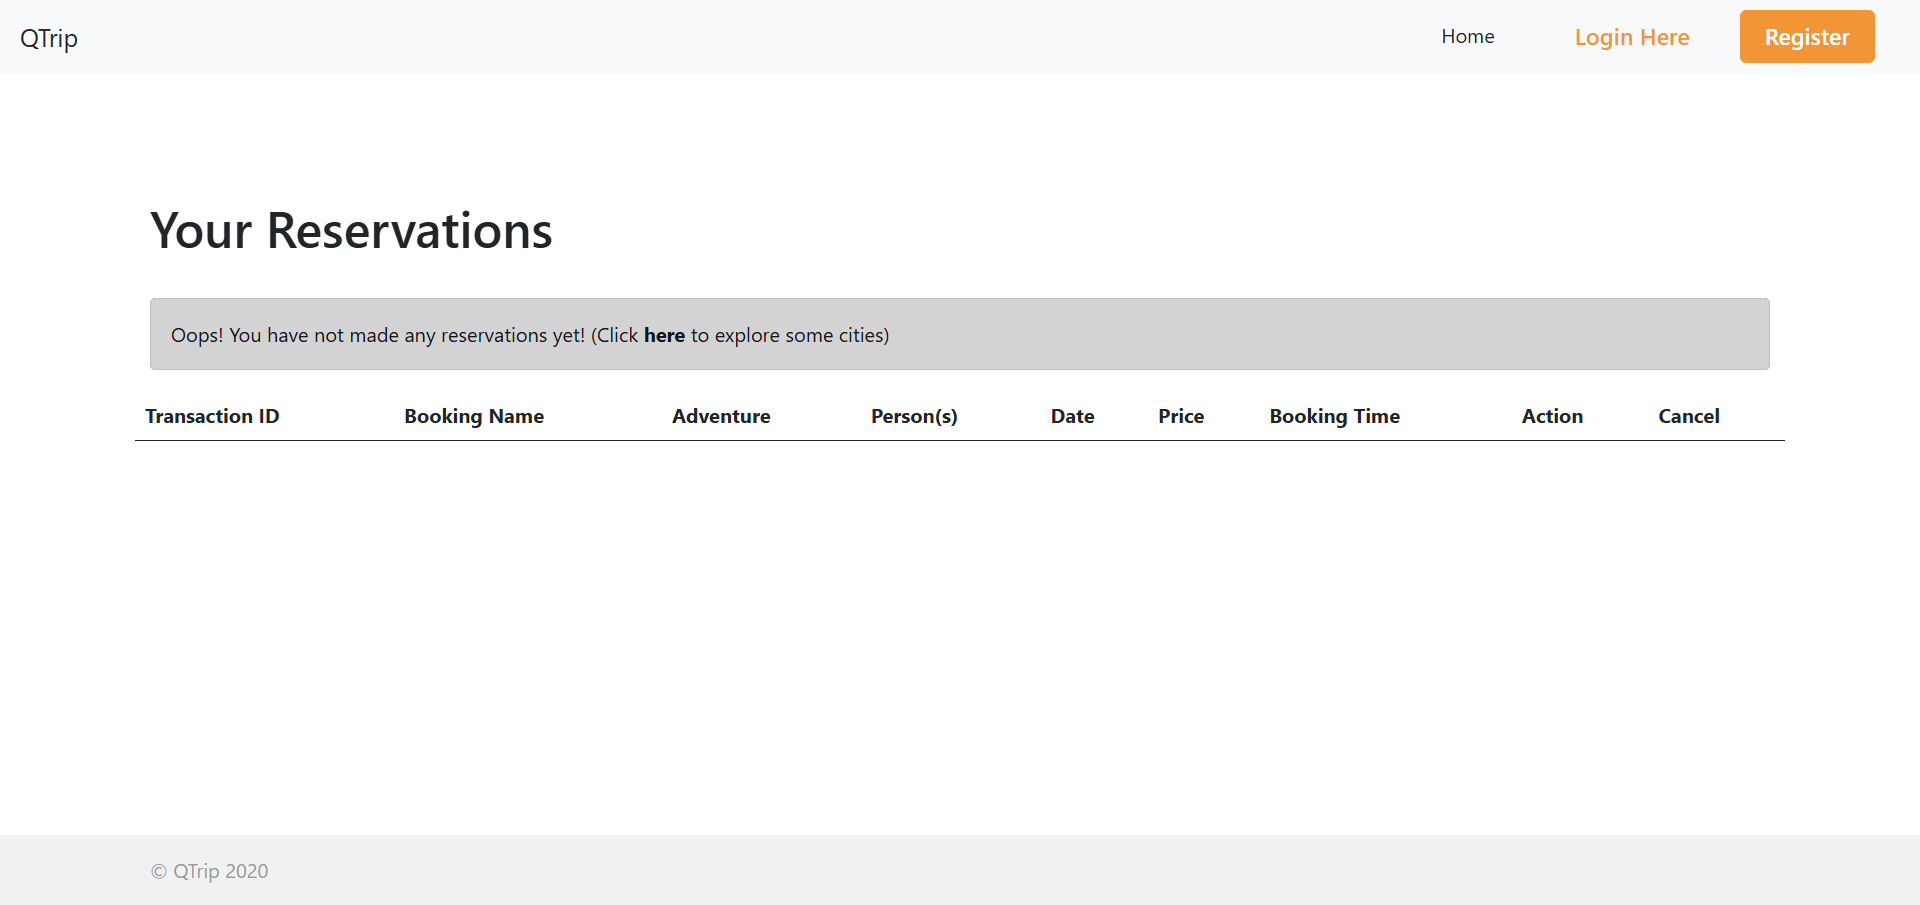 QTrip Home Login Here Register
Your Reservations
Oops! You have not made any reservations yet! (Click here to explore some cities)
Transaction ID Booking Name Adventure Person(s) Date Price Booking Time Action Cancel
© QTrip 2020